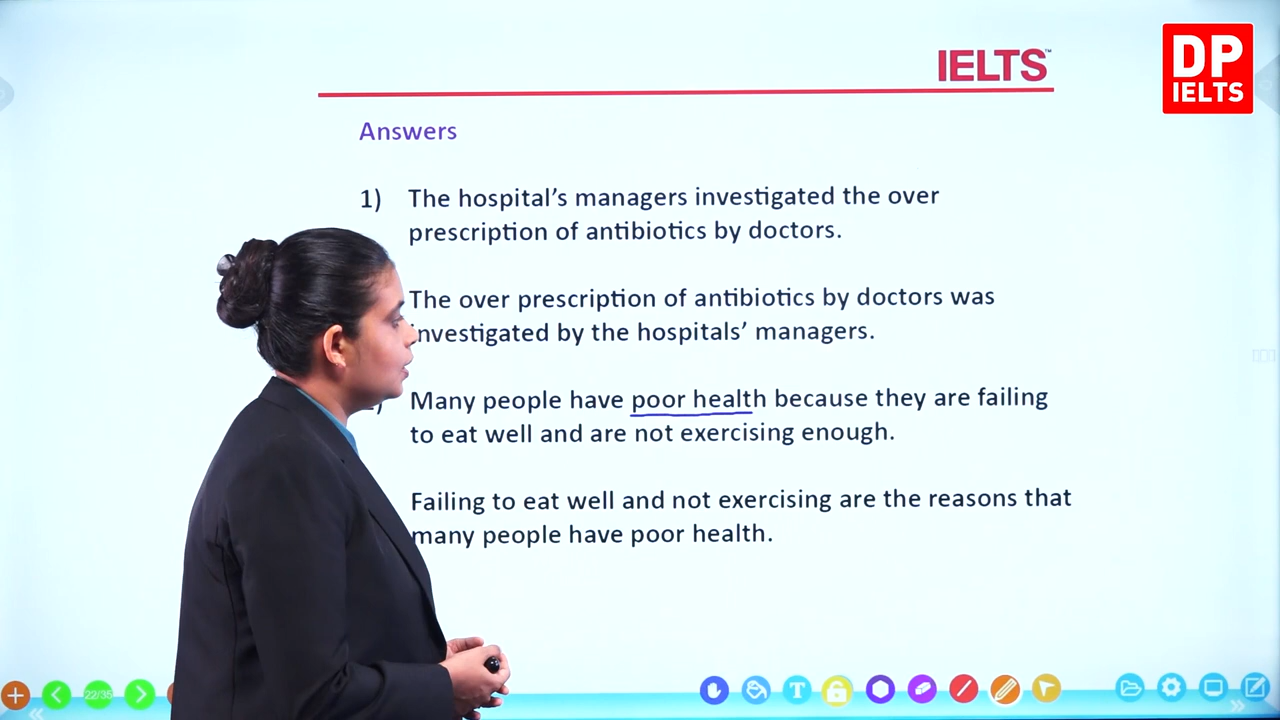 IELTS™
DP
IELTS
Answers
1) The hospital's managers investigated the over
prescription of antibiotics by doctors.
The over prescription of antibiotics by doctors was
investigated by the hospitals' managers.
Many people have poor health because they are failing
to eat well and are not exercising enough.
Failing to eat well and not exercising are the reasons that
many people have poor health.
22/35